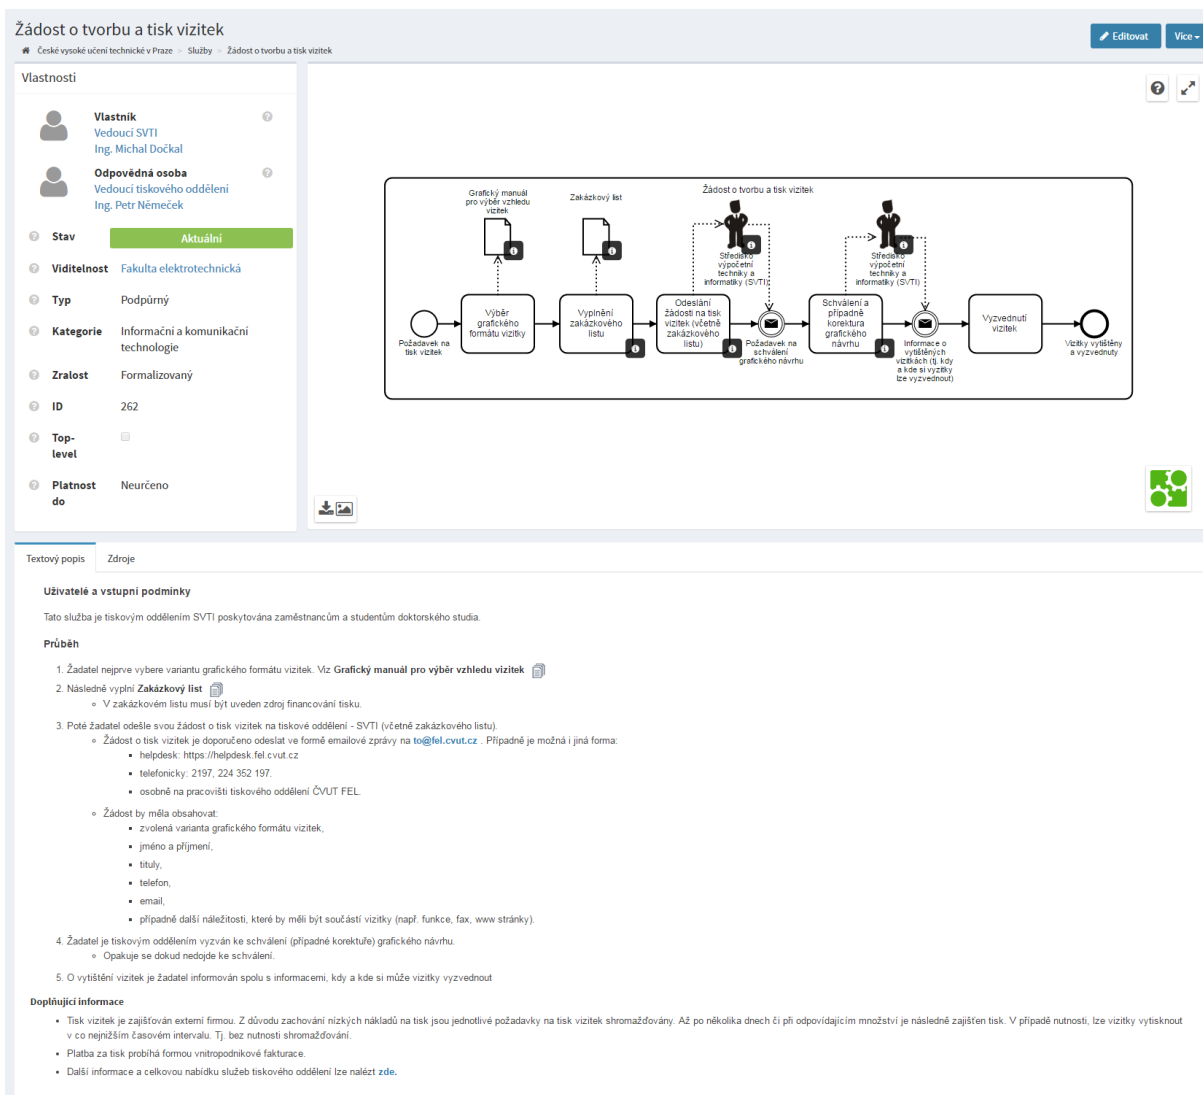 Žádost o tvorbu a tisk vizitek
České vysoké učení technické v Praze > Služby > Žádost o tvorbu a tisk vizitek
Editovat
Více
Vlastnosti
Vlastník
Vedoucí SVTI
Ing. Michal Dočkal
Odpovědná osoba
Vedoucí tiskového oddělení
Ing. Petr Němeček
Stav Aktuální
Viditelnost Fakulta elektrotechnická
Typ Podpůrný
Kategorie Informační a komunikační
technologie
Zralost Formalizovaný
ID 262
Top-
level
Platnost Neurčeno
do
Žádost o tvorbu a tisk vizitek
Grafický manuál
pro výběr vzhledu
vizitek
Zakázkový list
Středisko
výpočetní
techniky a
informatiky (SVTI)
Středisko
výpočetní
techniky a
informatiky (SVTI)
Požadavek na
tisk vizitek
Výběr
grafického
formátu vizitky
Vyplnění
zakázkového
listu
Odeslání
žádosti na tisk
vizitek (včetně
zakázkového
listu)
Požadavek na
schválení
grafického návrhu
Schválení a
případně
korektura
grafického
návrhu
Informace o
vytištěných
vizitkách (tj. kdy
a kde si vyzitky
lze vyzvednout)
Vyzvednutí
vizitek
Vizitky vytištěny
a vyzvednuty
Textový popis
Zdroje
Uživatelé a vstupní podmínky
Tato služba je tiskovým oddělením SVTI poskytována zaměstnancům a studentům doktorského studia.
Průběh
1. Žadatel nejprve vybere variantu grafického formátu vizitek. Viz Grafický manuál pro výběr vzhledu vizitek
2. Následně vyplní Zakázkový list
V zakázkovém listu musí být uveden zdroj financování tisku.
3. Poté žadatel odešle svou žádost o tisk vizitek na tiskové oddělení - SVTI (včetně zakázkového listu).
Žádost o tisk vizitek je doporučeno odeslat ve formě emailové zprávy na to@fel.cvut.cz . Případně je možná i jiná forma:
helpdesk: https://helpdesk.fel.cvut.cz
telefonicky: 2197, 224 352 197.
osobně na pracovišti tiskového oddělení ČVUT FEL.
Žádost by měla obsahovat:
zvolená varianta grafického formátu vizitek,
jméno a příjmení,
tituly,
telefon,
email,
případně další náležitosti, které by měli být součástí vizitky (např. funkce, fax, www stránky).
4. Žadatel je tiskovým oddělením vyzván ke schválení (případné korektuře) grafického návrhu.
Opakuje se dokud nedojde ke schválení.
5. O vytištění vizitek je žadatel informován spolu s informacemi, kdy a kde si může vizitky vyzvednout
Doplňující informace
Tisk vizitek je zajišťován externí firmou. Z důvodu zachování nízkých nákladů na tisk jsou jednotlivé požadavky na tisk vizitek shromažďovány. Až po několika dnech či při odpovídajícím množství je následně zajištěn tisk. V případě nutnosti, lze vizitky vytisknout
v co nejnižším časovém intervalu. Tj. bez nutnosti shromažďování.
Platba za tisk probíhá formou vnitropodnikové fakturace.
Další informace a celkovou nabídku služeb tiskového oddělení lze nalézt zde.